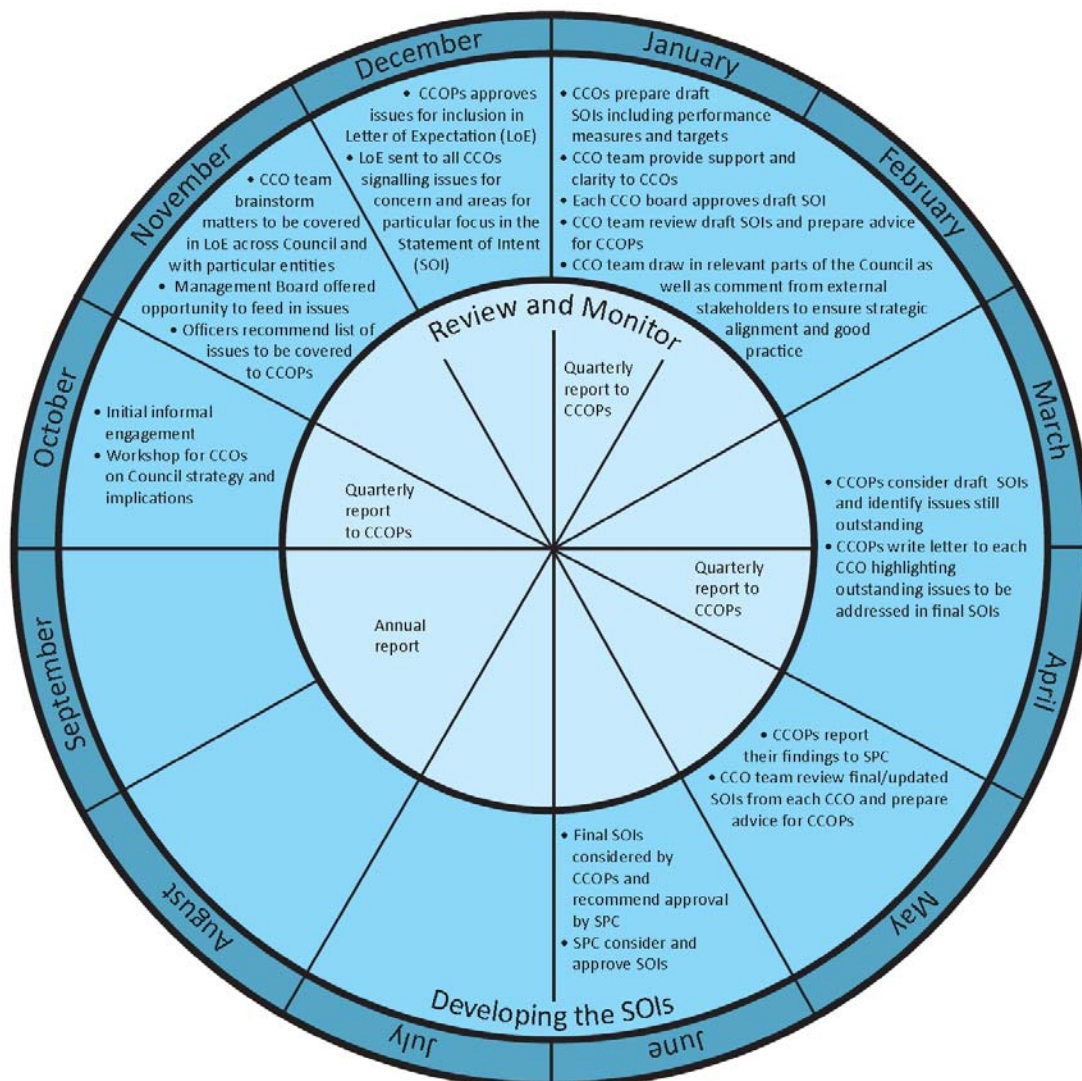 December
January
November
February
October
March
September
April
August
May
July
June
• CCOPs approves
issues for inclusion in
Letter of Expectation (LoE)
• LoE sent to all CCOs
signalling issues for
concern and areas for
particular focus in the
Statement of Intent
(SOI)
• CCOs prepare draft
SOIs including performance
measures and targets
• CCO team provide support and
clarity to CCOs
• Each CCO board approves draft SOI
• CCO team review draft SOIs and prepare advice
for CCOPs
• CCO team draw in relevant parts of the Council as
well as comment from external
stakeholders to ensure strategic
alignment and good
practice
• CCO team
brainstorm
matters to be covered
in LoE across Council and
with particular entities
• Management Board offered
opportunity to feed in issues
• Officers recommend list of
issues to be covered
to CCOPs
• Initial informal
engagement
• Workshop for CCOs
on Council strategy and
implications
Review and Monitor
Quarterly
report to
CCOPs
Quarterly
report
to CCOPs
Quarterly
report to
CCOPs
Annual
report
• CCOPs consider draft SOIs
and identify issues still
outstanding
• CCOPs write letter to each
CCO highlighting
outstanding issues to be
addressed in final SOIs
• CCOPs report
their findings to SPC
• CCO team review final/updated
SOIs from each CCO and prepare
advice for CCOPs
• Final SOIs
considered by
CCOPs and
recommend approval
by SPC
• SPC consider and
approve SOIs
Developing the SOIs